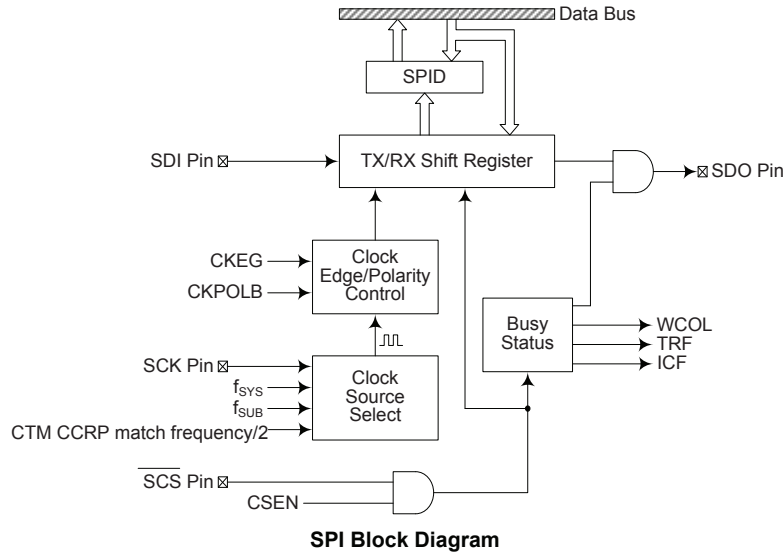 Data Bus
SPID
SDI Pin
TX/RX Shift Register
SDO Pin
CKEG
CKPOLB
Clock
Edge/Polarity
Control
Busy
Status
WCOL
TRF
ICF
SCK Pin
fSYS
fSUB
CTM CCRP match frequency/2
Clock
Source
Select
SCS Pin
CSEN
SPI Block Diagram